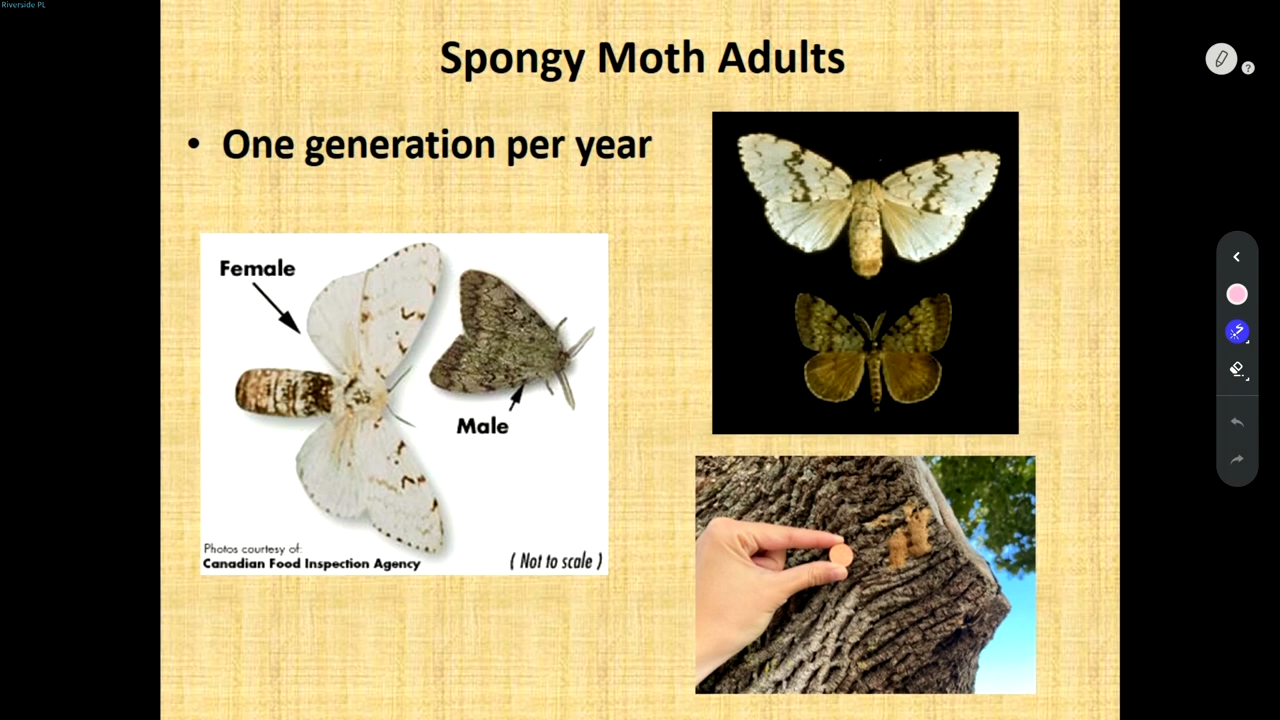 Riverside PL
Spongy Moth Adults
• One generation per year
Female
Male
Photos courtesy of:
Canadian Food Inspection Agency
( Not to scale )
?